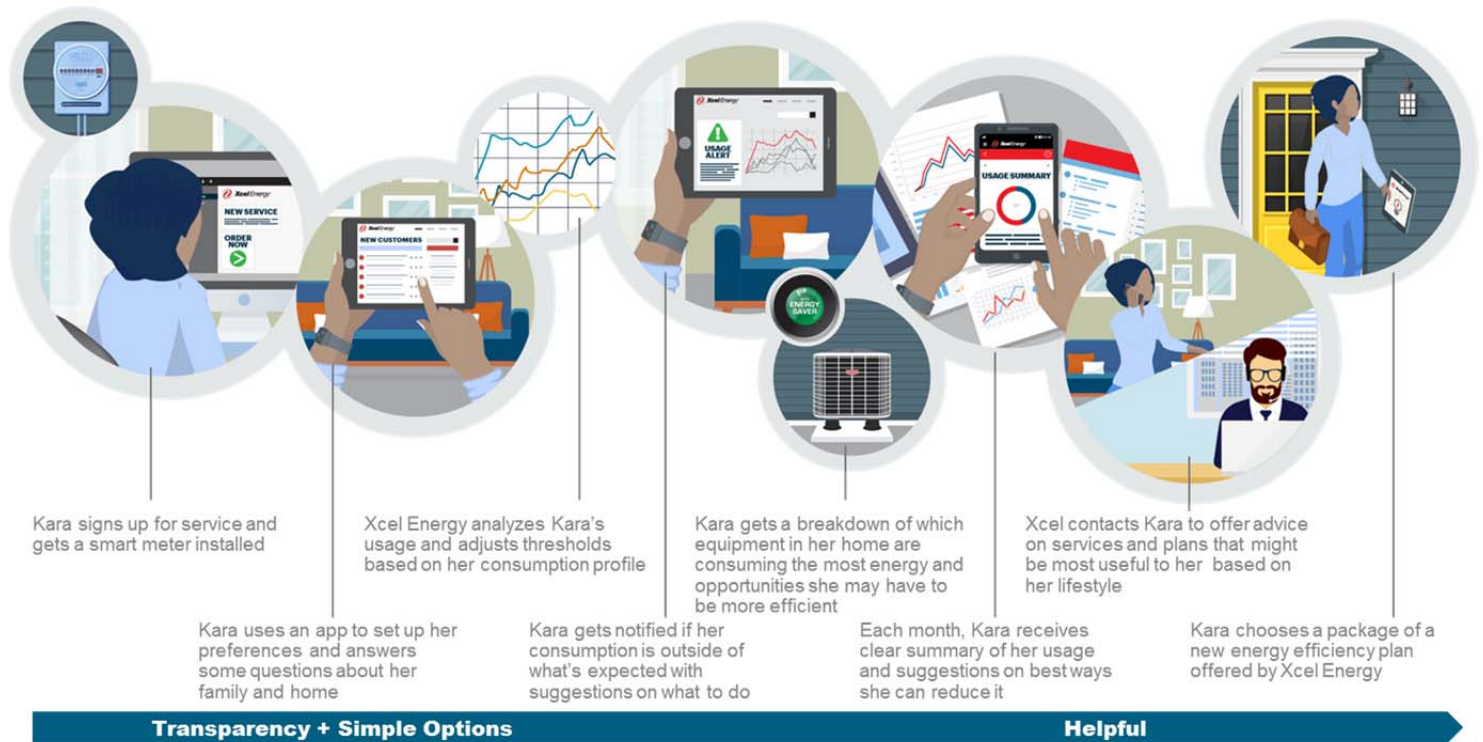 Xcel Energy
NEW SERVICE
ORDER
NOW
Xcel Energy
NEW CUSTOMERS
Xcel Energy
USAGE
ALERT
ENERGY
SAVER
Xcel Energy
USAGE SUMMARY
Kara signs up for service and
gets a smart meter installed
Kara uses an app to set up her
preferences and answers
some questions about her
family and home
Xcel Energy analyzes Kara's
usage and adjusts thresholds
based on her consumption profile
Kara gets notified if her
consumption is outside of
what's expected with
suggestions on what to do
Kara gets a breakdown of which
equipment in her home are
consuming the most energy and
opportunities she may have to
be more efficient
Each month, Kara receives
clear summary of her usage
and suggestions on best ways
she can reduce it
Xcel contacts Kara to offer advice
on services and plans that might
be most useful to her based on
her lifestyle
Kara chooses a package of a
new energy efficiency plan
offered by Xcel Energy
Transparency + Simple Options
Helpful